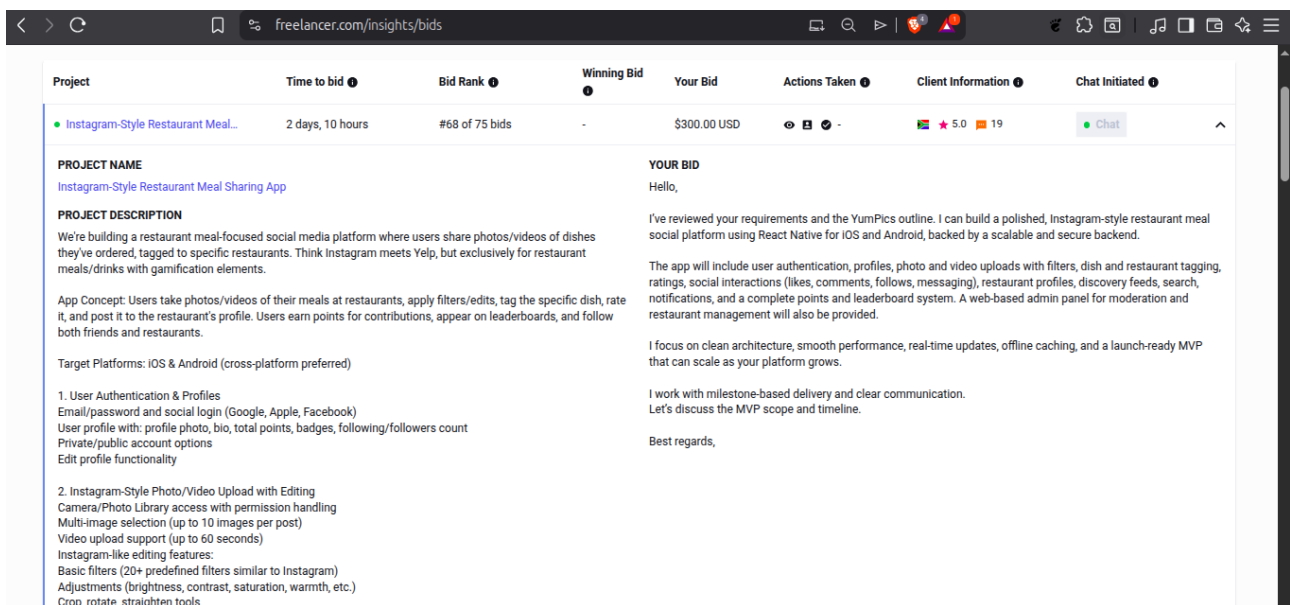 freelancer.com/insights/bids
4
1
Project
Time to bid
Bid Rank
Winning Bid
Your Bid
Actions Taken
Client Information
Chat Initiated
Instagram-Style Restaurant Meal...
2 days, 10 hours
#68 of 75 bids
-
$300.00 USD
-
5.0
19
Chat
PROJECT NAME
Instagram-Style Restaurant Meal Sharing App
PROJECT DESCRIPTION
We're building a restaurant meal-focused social media platform where users share photos/videos of dishes
they've ordered, tagged to specific restaurants. Think Instagram meets Yelp, but exclusively for restaurant
meals/drinks with gamification elements.
App Concept: Users take photos/videos of their meals at restaurants, apply filters/edits, tag the specific dish, rate
it, and post it to the restaurant's profile. Users earn points for contributions, appear on leaderboards, and follow
both friends and restaurants.
Target Platforms: iOS & Android (cross-platform preferred)
1. User Authentication & Profiles
Email/password and social login (Google, Apple, Facebook)
User profile with: profile photo, bio, total points, badges, following/followers count
Private/public account options
Edit profile functionality
2. Instagram-Style Photo/Video Upload with Editing
Camera/Photo Library access with permission handling
Multi-image selection (up to 10 images per post)
Video upload support (up to 60 seconds)
Instagram-like editing features:
Basic filters (20+ predefined filters similar to Instagram)
Adjustments (brightness, contrast, saturation, warmth, etc.)
Crop, rotate, straighten tools
YOUR BID
Hello,
I've reviewed your requirements and the YumPics outline. I can build a polished, Instagram-style restaurant meal
social platform using React Native for iOS and Android, backed by a scalable and secure backend.
The app will include user authentication, profiles, photo and video uploads with filters, dish and restaurant tagging,
ratings, social interactions (likes, comments, follows, messaging), restaurant profiles, discovery feeds, search,
notifications, and a complete points and leaderboard system. A web-based admin panel for moderation and
restaurant management will also be provided.
I focus on clean architecture, smooth performance, real-time updates, offline caching, and a launch-ready MVP
that can scale as your platform grows.
I work with milestone-based delivery and clear communication.
Let's discuss the MVP scope and timeline.
Best regards,